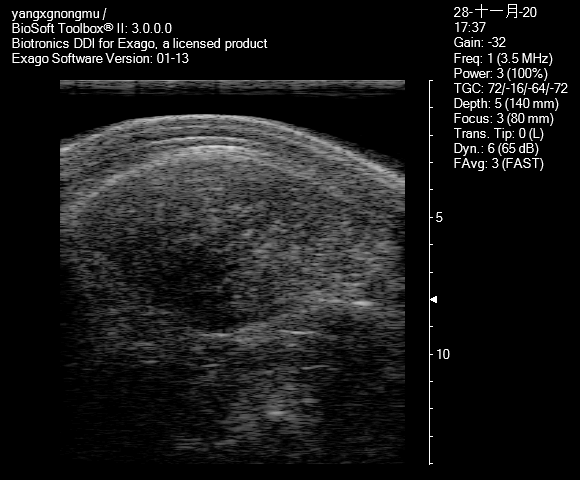 yangxgnongmu /
BioSoft Toolbox® II: 3.0.0.0
Biotronics DDI for Exago, a licensed product
Exago Software Version: 01-13
28-十一月-20
17:37
Gain: -32
Freq: 1 (3.5 MHz)
Power: 3 (100%)
TGC: 72/-16/-64/-72
Depth: 5 (140 mm)
Focus: 3 (80 mm)
Trans. Tip: 0 (L)
Dyn.: 6 (65 dB)
FAvg: 3 (FAST)
5
10